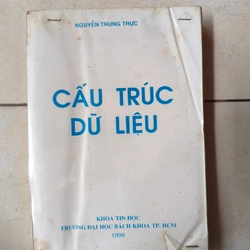 NGUYỄN TRUNG TRỰC
CẤU TRÚC
DỮ LIỆU
KHOA TIN HỌC
TRƯỜNG ĐẠI HỌC BÁCH KHOA TP. HCM
1996